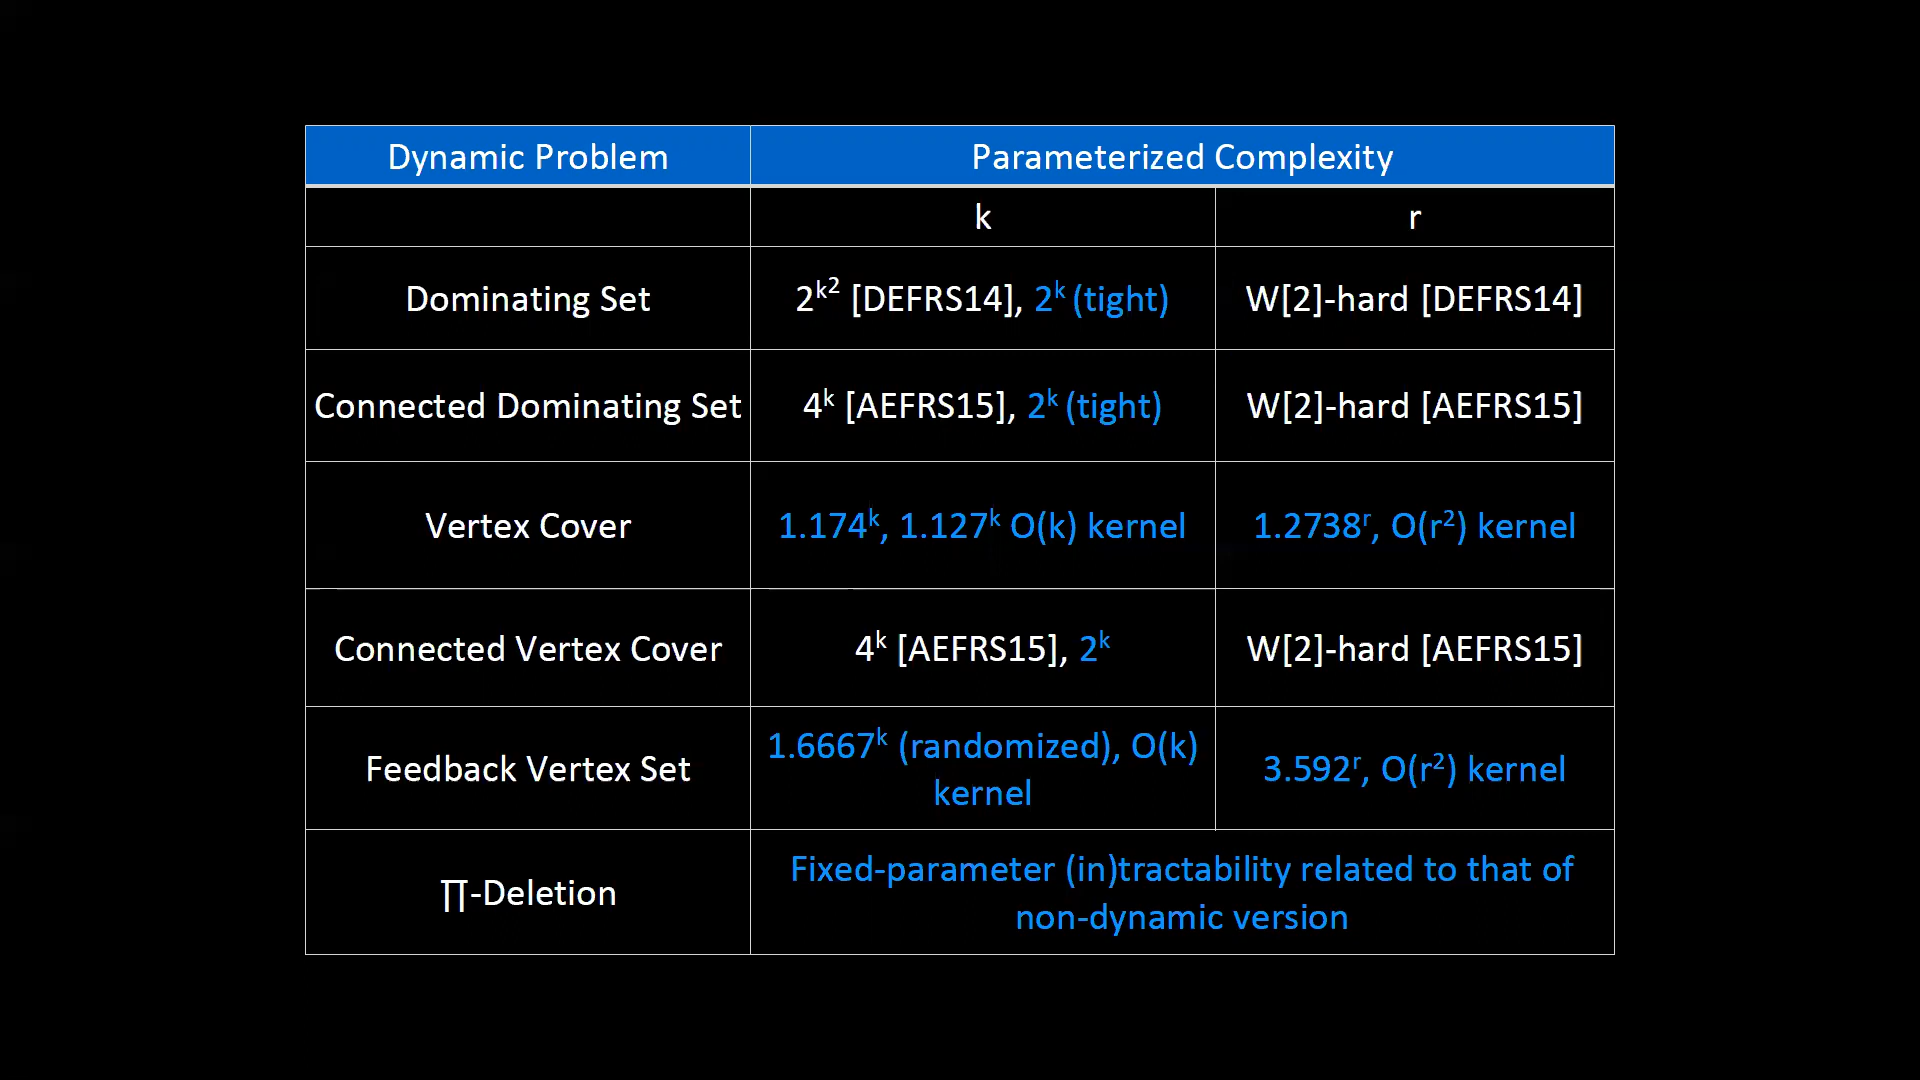 Dynamic Problem Parameterized Complexity
k r
Dominating Set 2^k^2 [DEFRS14], 2^k (tight) W[2]-hard [DEFRS14]
Connected Dominating Set 4^k [AEFRS15], 2^k (tight) W[2]-hard [AEFRS15]
Vertex Cover 1.174^k, 1.127^k O(k) kernel 1.2738^r, O(r^2) kernel
Connected Vertex Cover 4^k [AEFRS15], 2^k W[2]-hard [AEFRS15]
Feedback Vertex Set 1.6667^k (randomized), O(k)
kernel 3.592^r, O(r^2) kernel
∏-Deletion Fixed-parameter (in)tractability related to that of
non-dynamic version